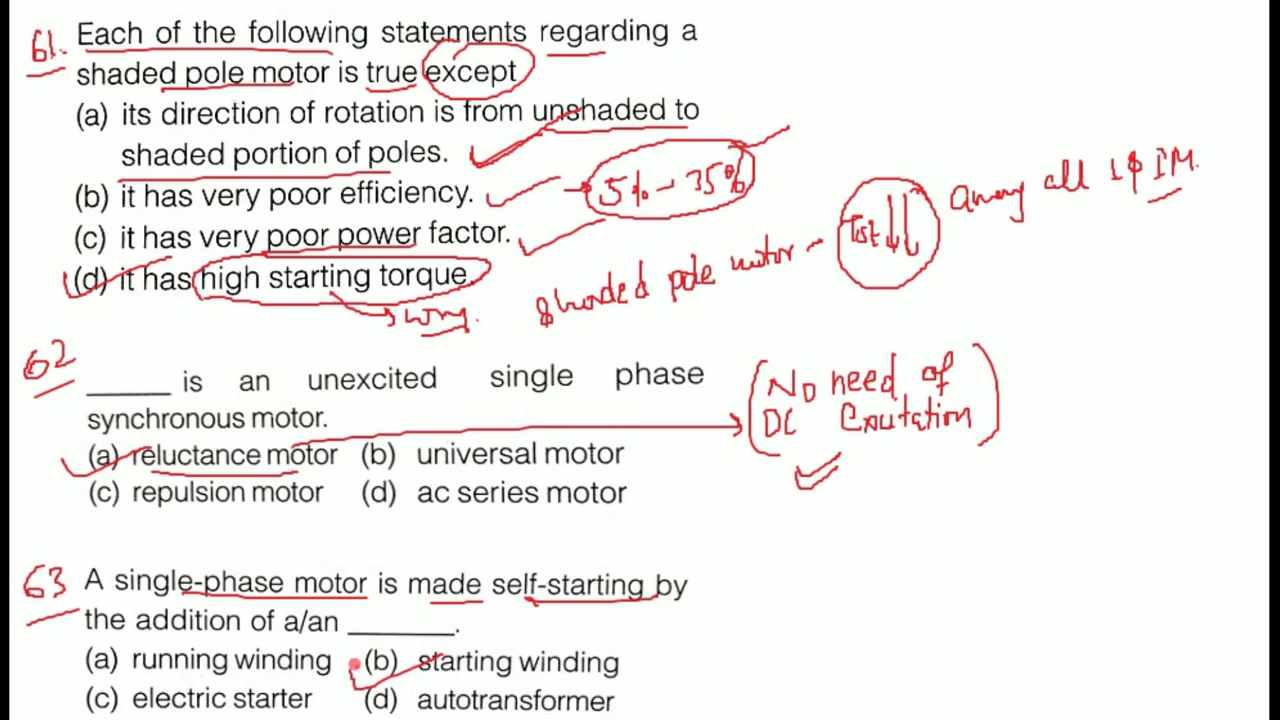 61. Each of the following statements regarding a
shaded pole motor is true except
(a) its direction of rotation is from unshaded to
shaded portion of poles.
(b) it has very poor efficiency. → 5% - 35%
(c) it has very poor power factor.
(d) it has high starting torque.
→ wrong.
shaded pole motor - Tst ↓↓ among all 1ϕ IM.
62
______ is an unexcited single phase
synchronous motor.
(No need of
DC Excitation)
(a) reluctance motor (b) universal motor
(c) repulsion motor (d) ac series motor
63 A single-phase motor is made self-starting by
the addition of a/an ________.
(a) running winding (b) starting winding
(c) electric starter (d) autotransformer